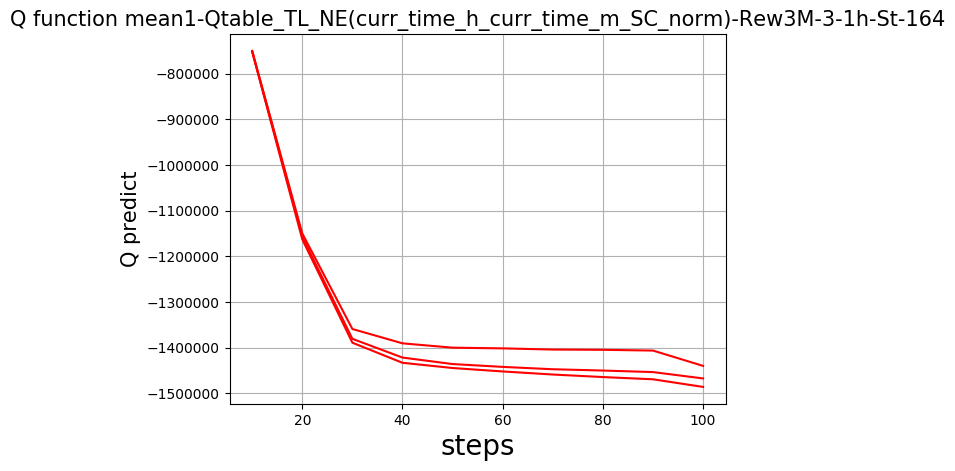 Q function mean1-Qtable_TL_NE(curr_time_h_curr_time_m_SC_norm)-Rew3M-3-1h-St-164
−800000
−900000
−1000000
−1100000
−1200000
−1300000
−1400000
−1500000
Q predict
20 40 60 80 100
steps